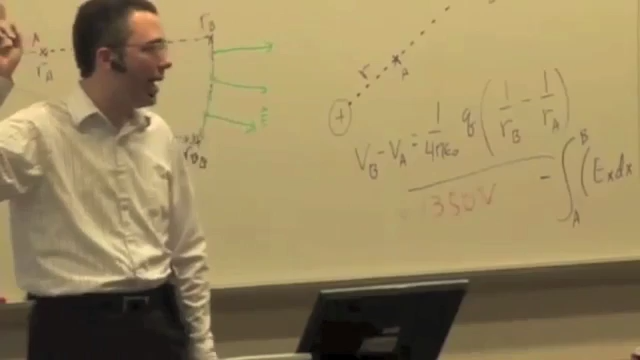 A
r_A
r_B
r_B
E
r
A
+
V_B - V_A = 1/4πε₀ q (1/r_B - 1/r_A)
350V
- ∫_A^B (E_x dx